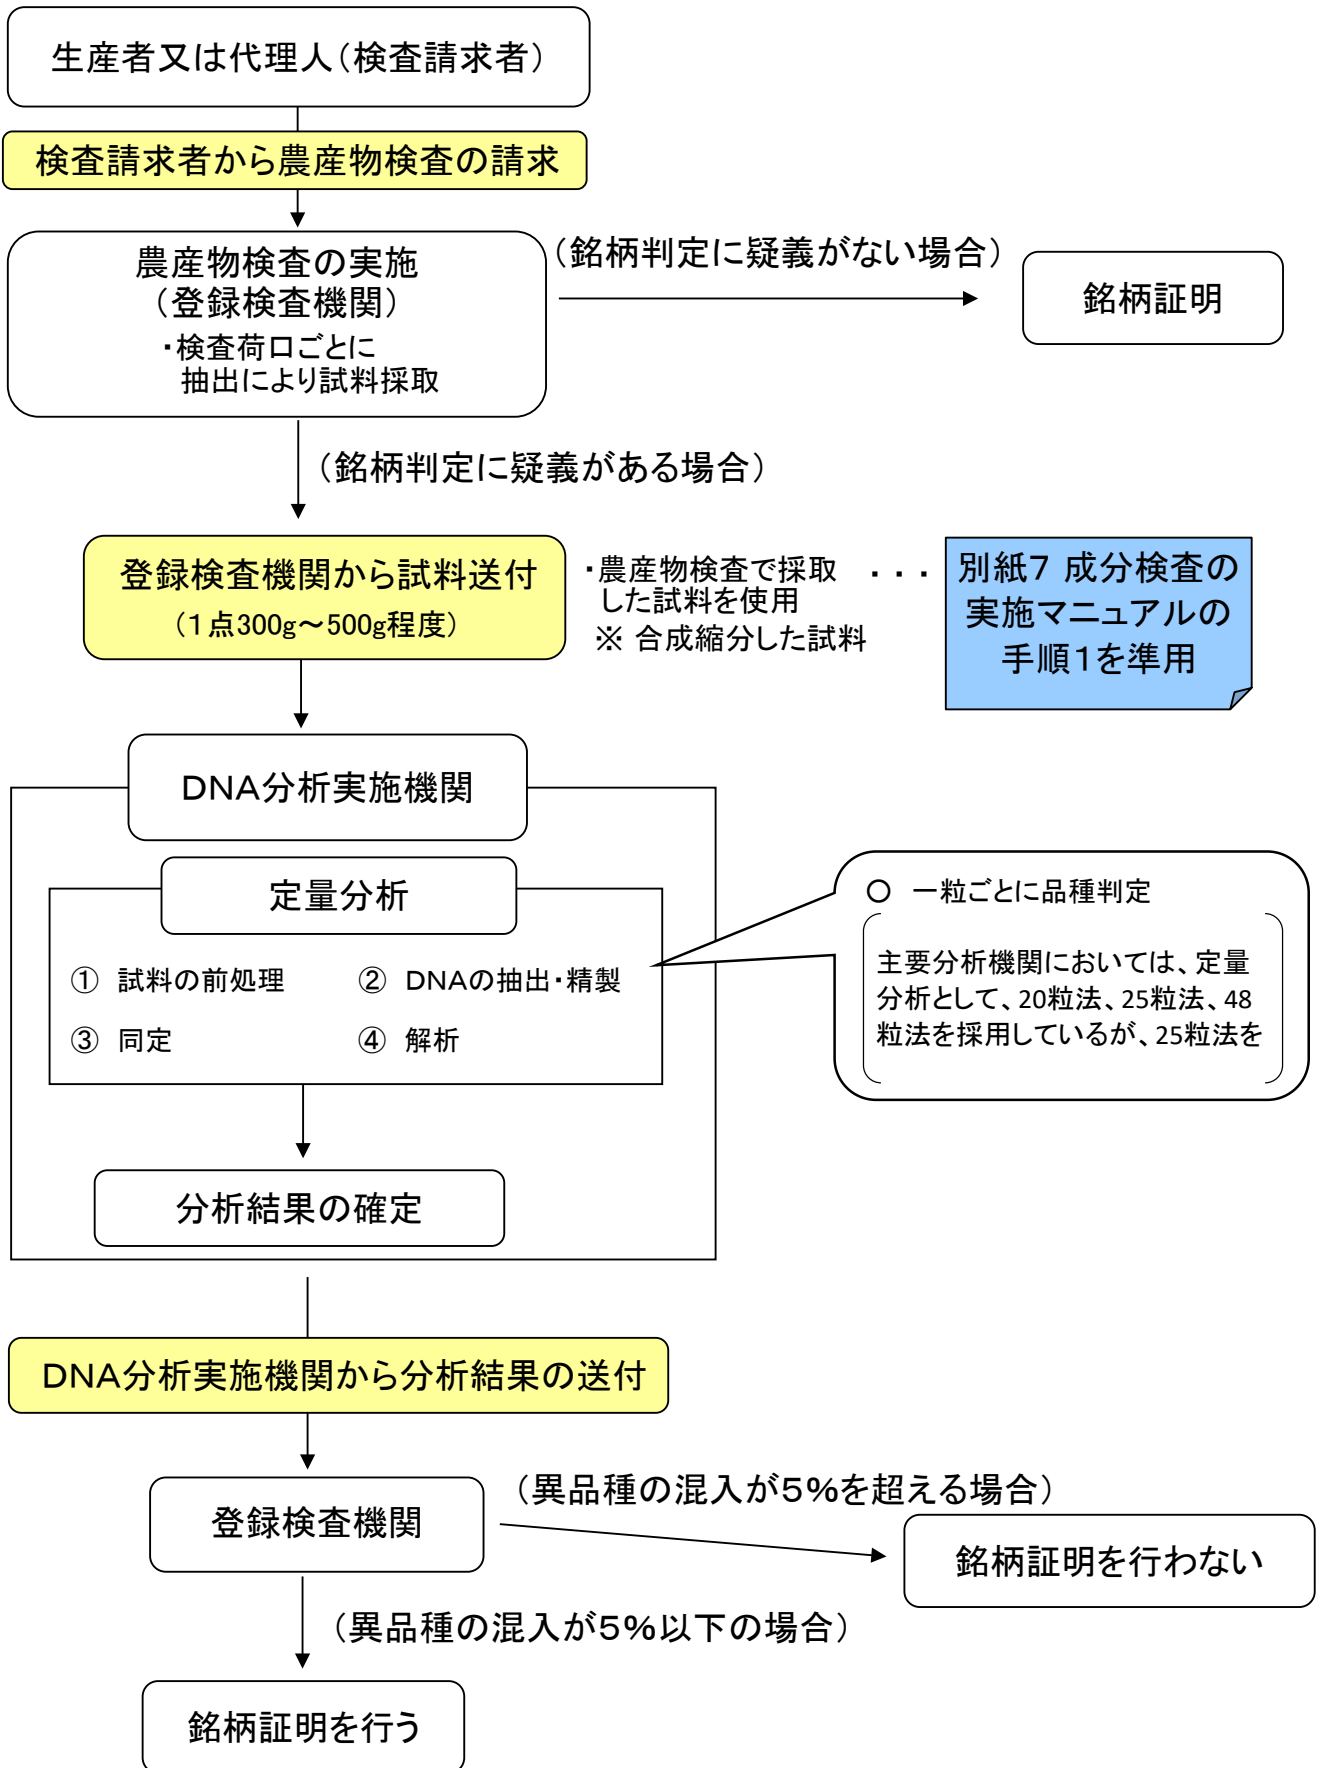 生産者又は代理人（検査請求者）
検査請求者から農産物検査の請求
農産物検査の実施
（登録検査機関）
・検査荷口ごとに
抽出により試料採取
（銘柄判定に疑義がない場合）
銘柄証明
（銘柄判定に疑義がある場合）
登録検査機関から試料送付
（１点300g～500g程度）
・農産物検査で採取
した試料を使用
※ 合成縮分した試料
・・・
別紙７ 成分検査の
実施マニュアルの
手順１を準用
ＤＮＡ分析実施機関
定量分析
① 試料の前処理
② DNAの抽出・精製
③ 同定
④ 解析
○ 一粒ごとに品種判定
主要分析機関においては、定量
分析として、20粒法、25粒法、48
粒法を採用しているが、25粒法を
分析結果の確定
ＤＮＡ分析実施機関から分析結果の送付
登録検査機関
（異品種の混入が５％を超える場合）
銘柄証明を行わない
（異品種の混入が５％以下の場合）
銘柄証明を行う